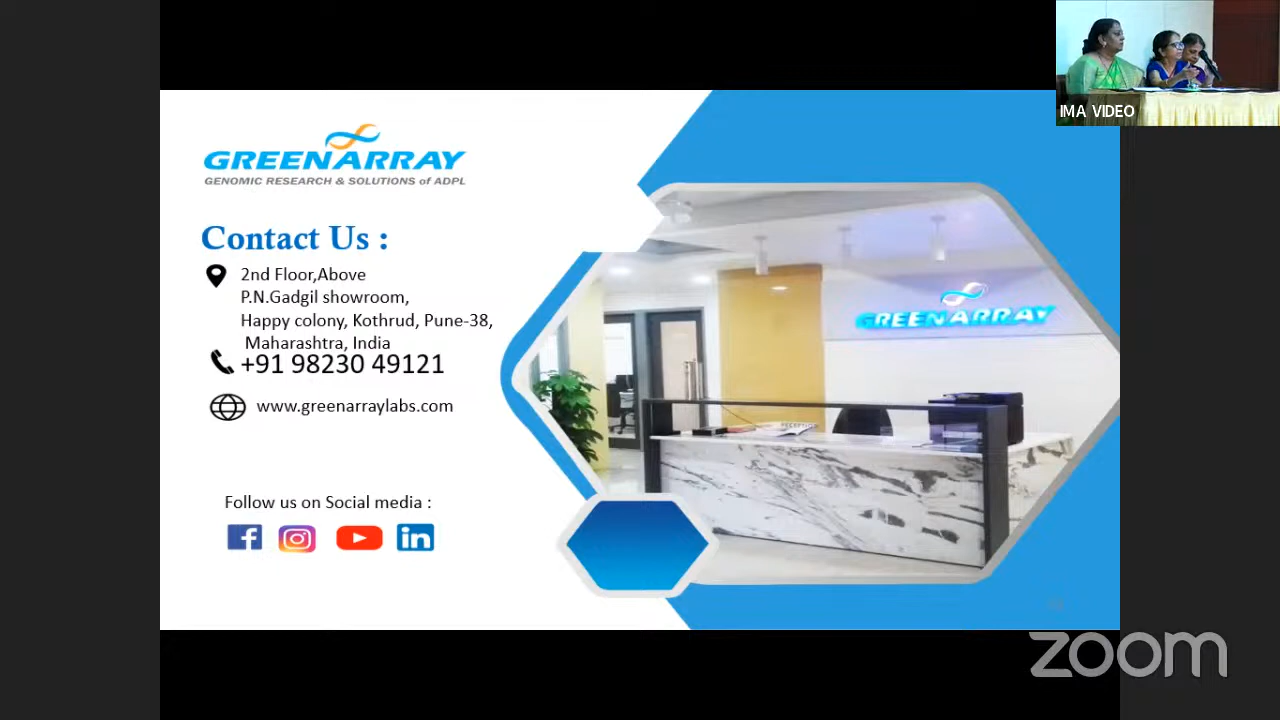 IMA VIDEO
GREENARRAY
GENOMIC RESEARCH & SOLUTIONS of ADPL
Contact Us :
2nd Floor,Above
P.N.Gadgil showroom,
Happy colony, Kothrud, Pune-38,
Maharashtra, India
+91 98230 49121
www.greenarraylabs.com
Follow us on Social media :
GREENARRAY
RECEPTION
zoom